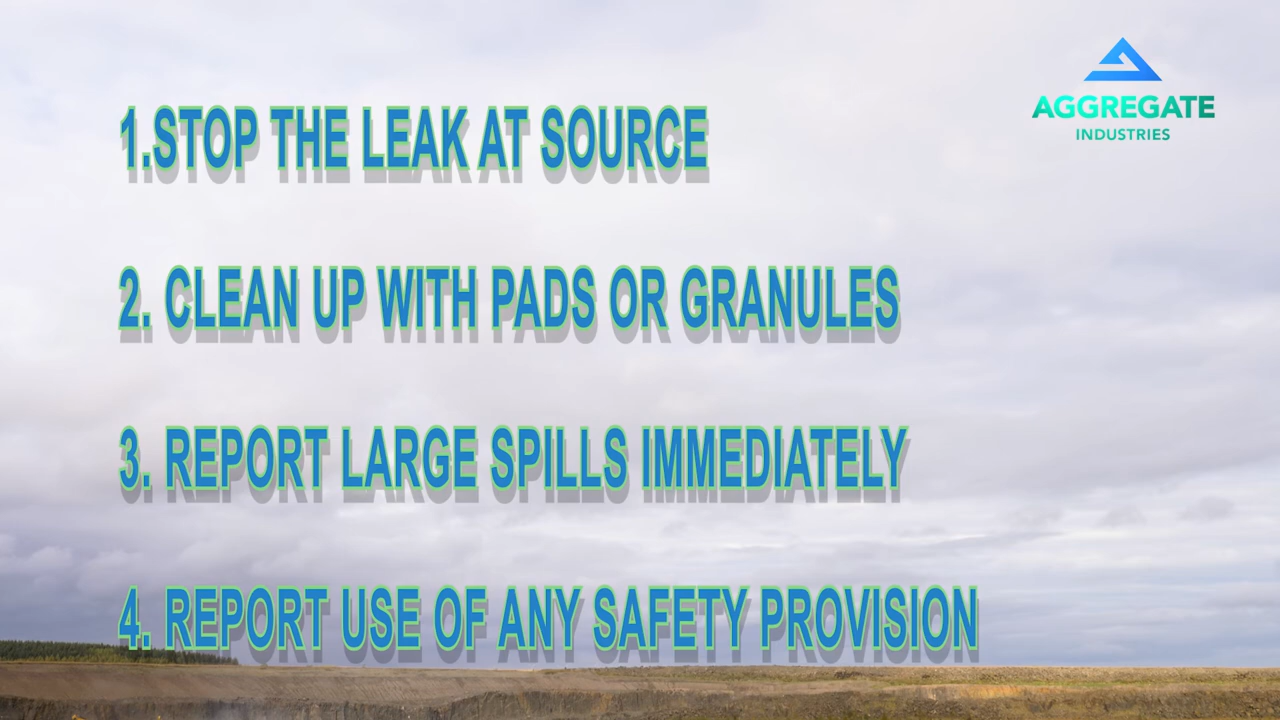 AGGREGATE
INDUSTRIES
1.STOP THE LEAK AT SOURCE
2. CLEAN UP WITH PADS OR GRANULES
3. REPORT LARGE SPILLS IMMEDIATELY
4. REPORT USE OF ANY SAFETY PROVISION